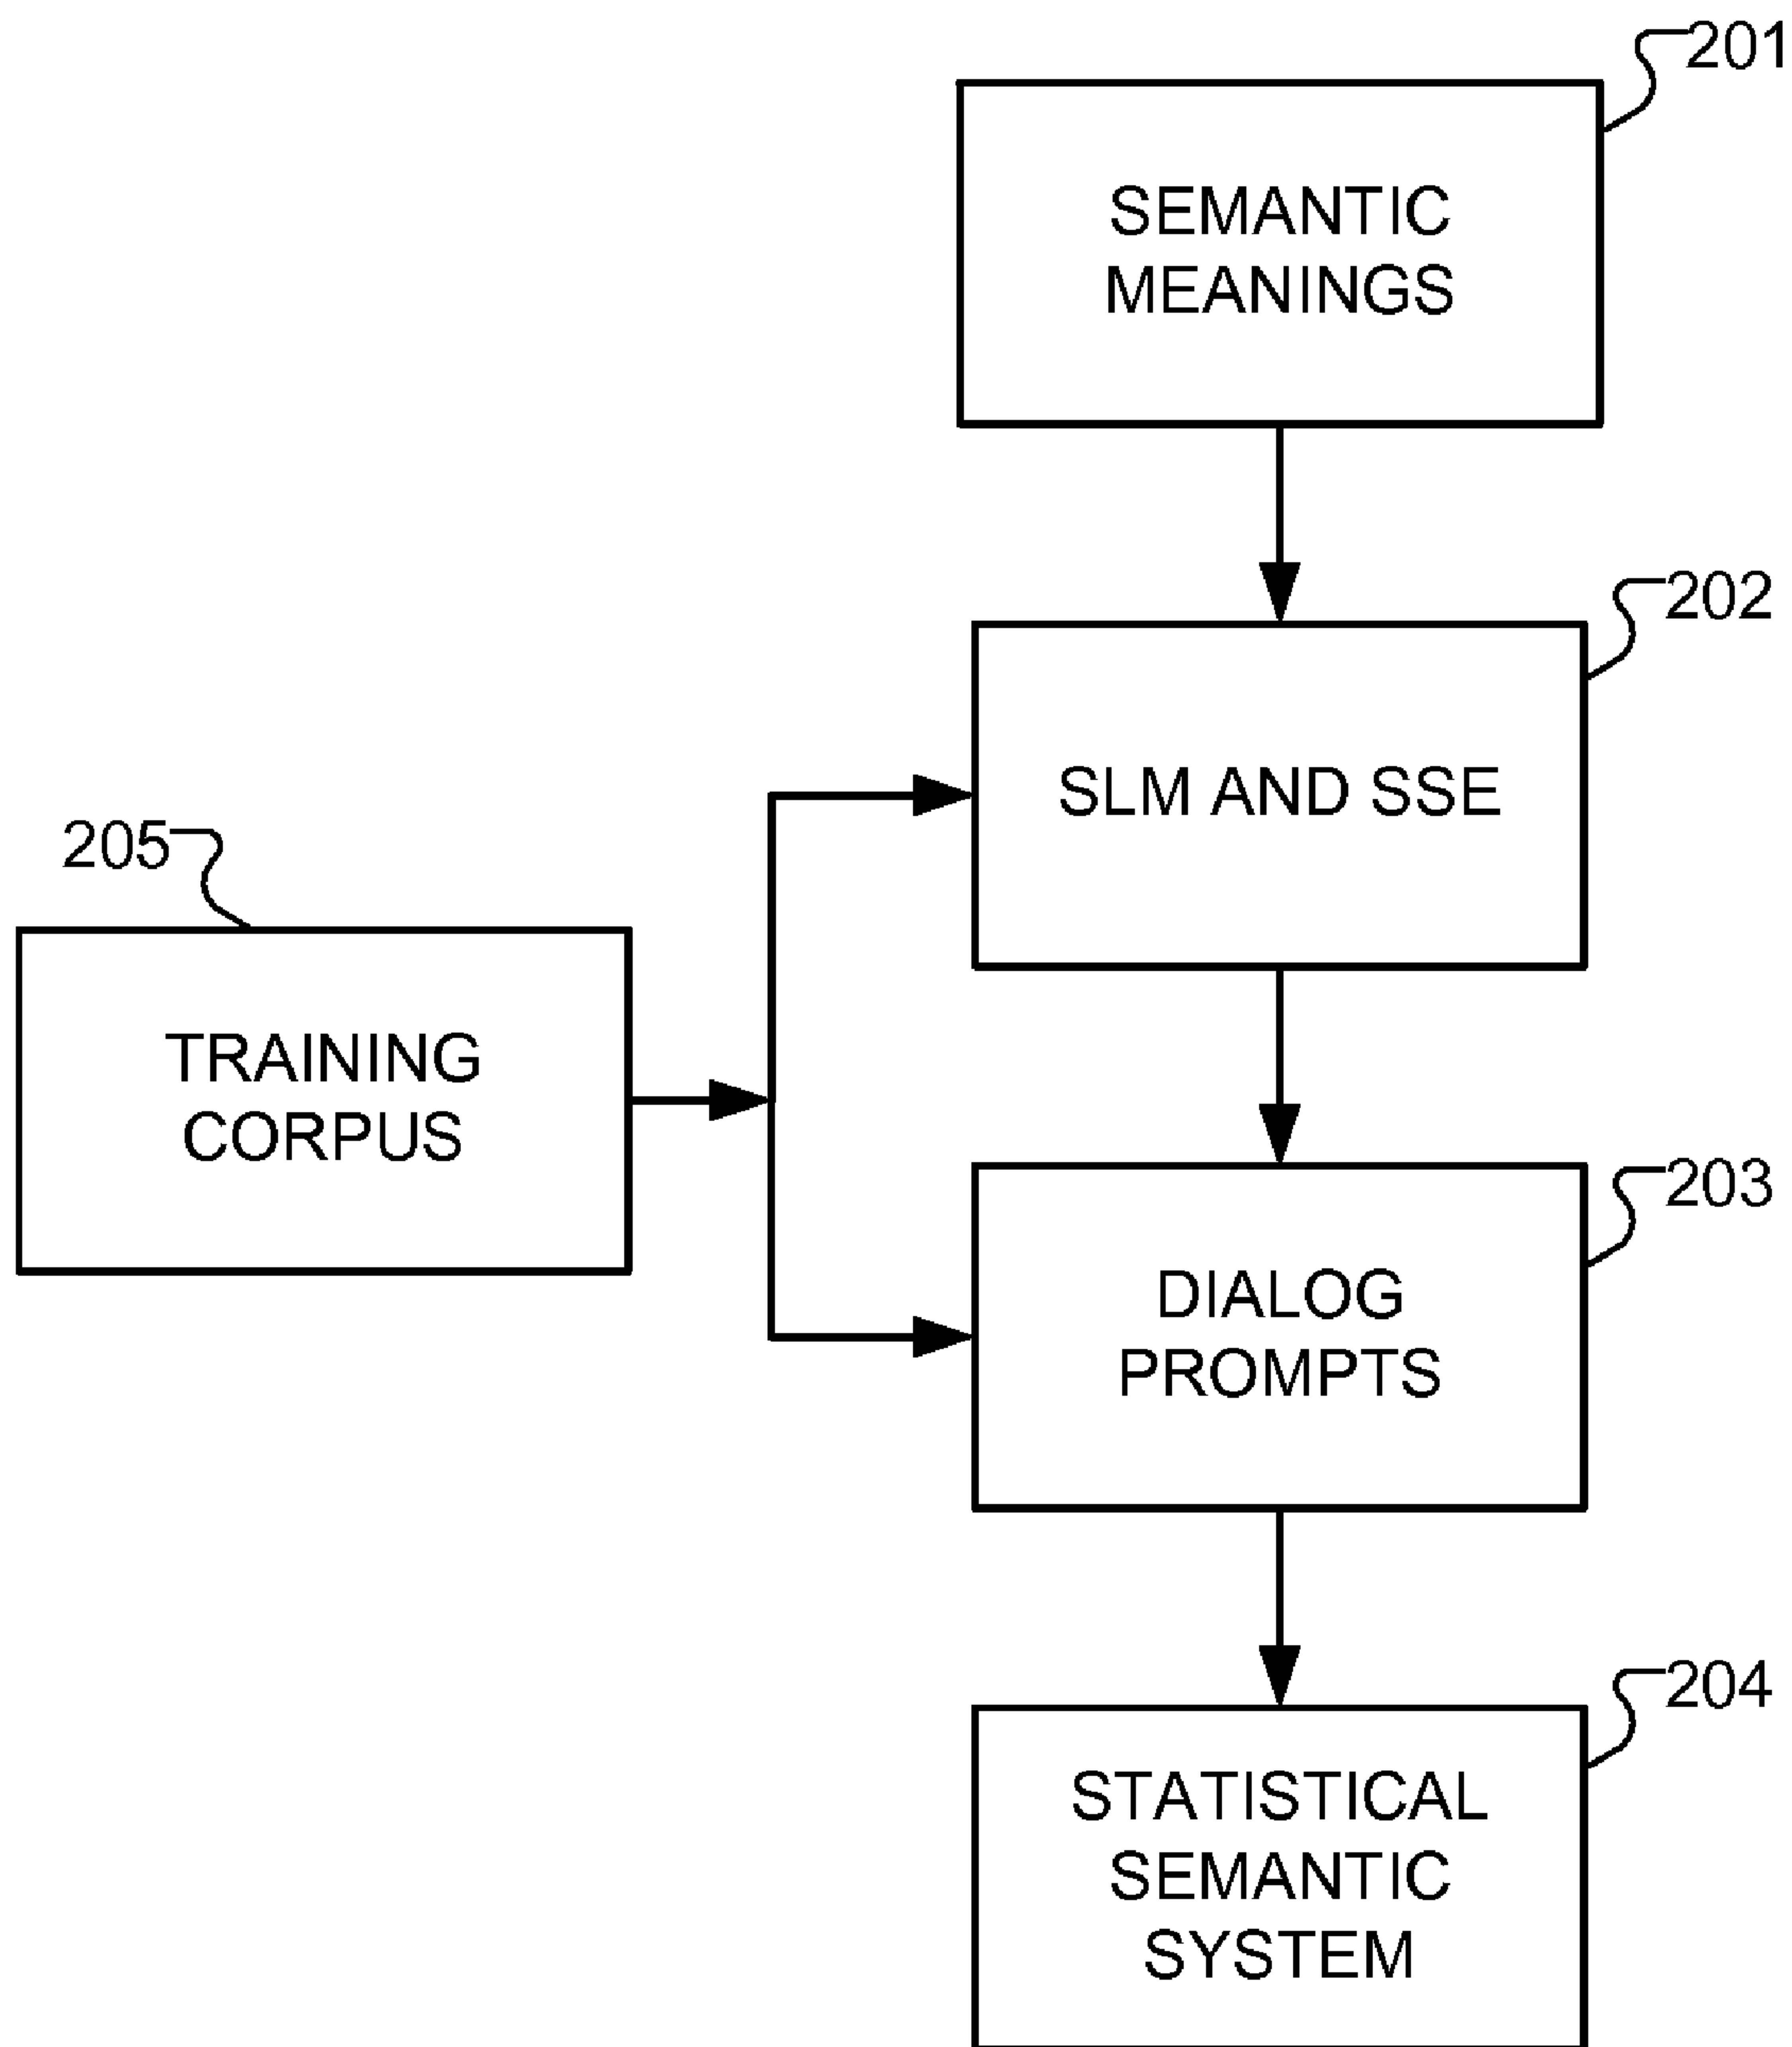 201
SEMANTIC
MEANINGS
202
SLM AND SSE
205
TRAINING
CORPUS
203
DIALOG
PROMPTS
204
STATISTICAL
SEMANTIC
SYSTEM